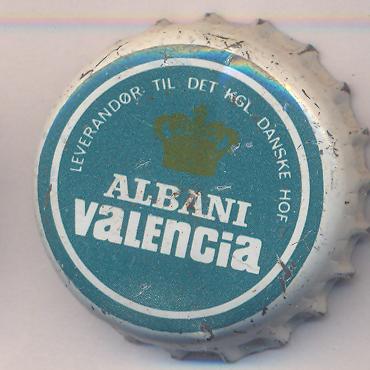 LEVERANDØR TIL DET KGL. DANSKE HOF
ALBANI
VALENCIA